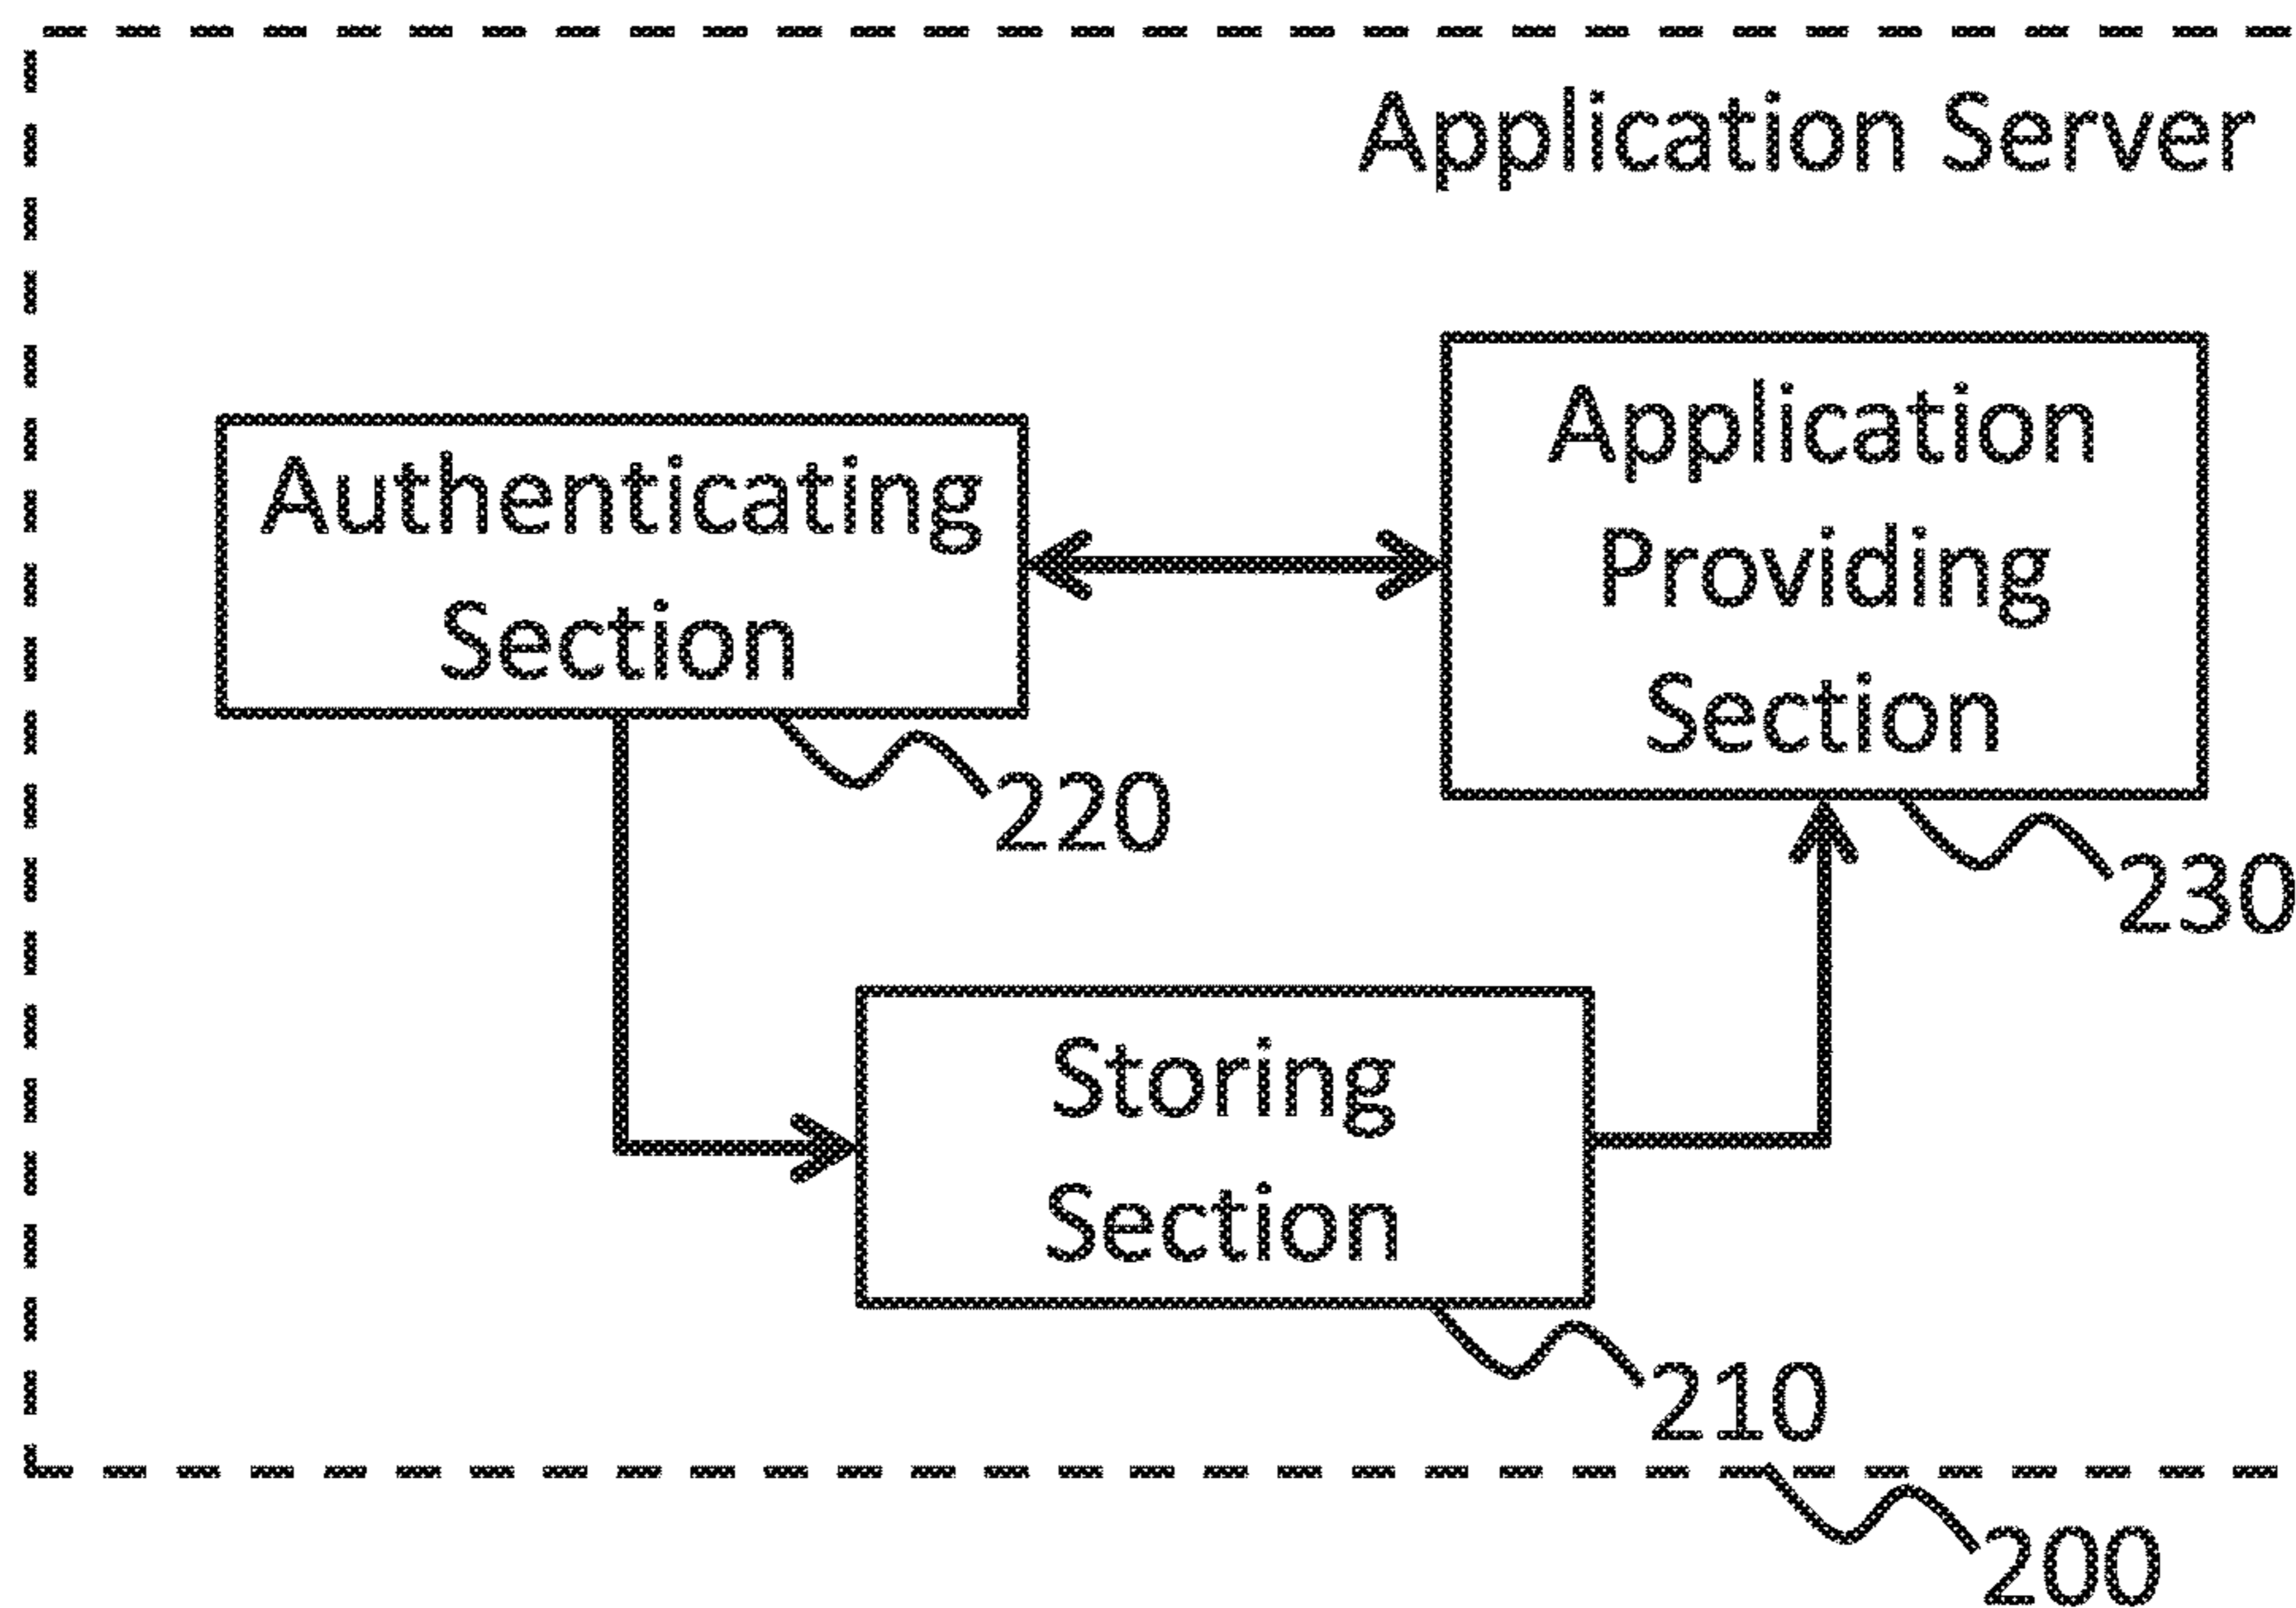 Application Server
Authenticating
Section
220
Application
Providing
Section
230
Storing
Section
210
200